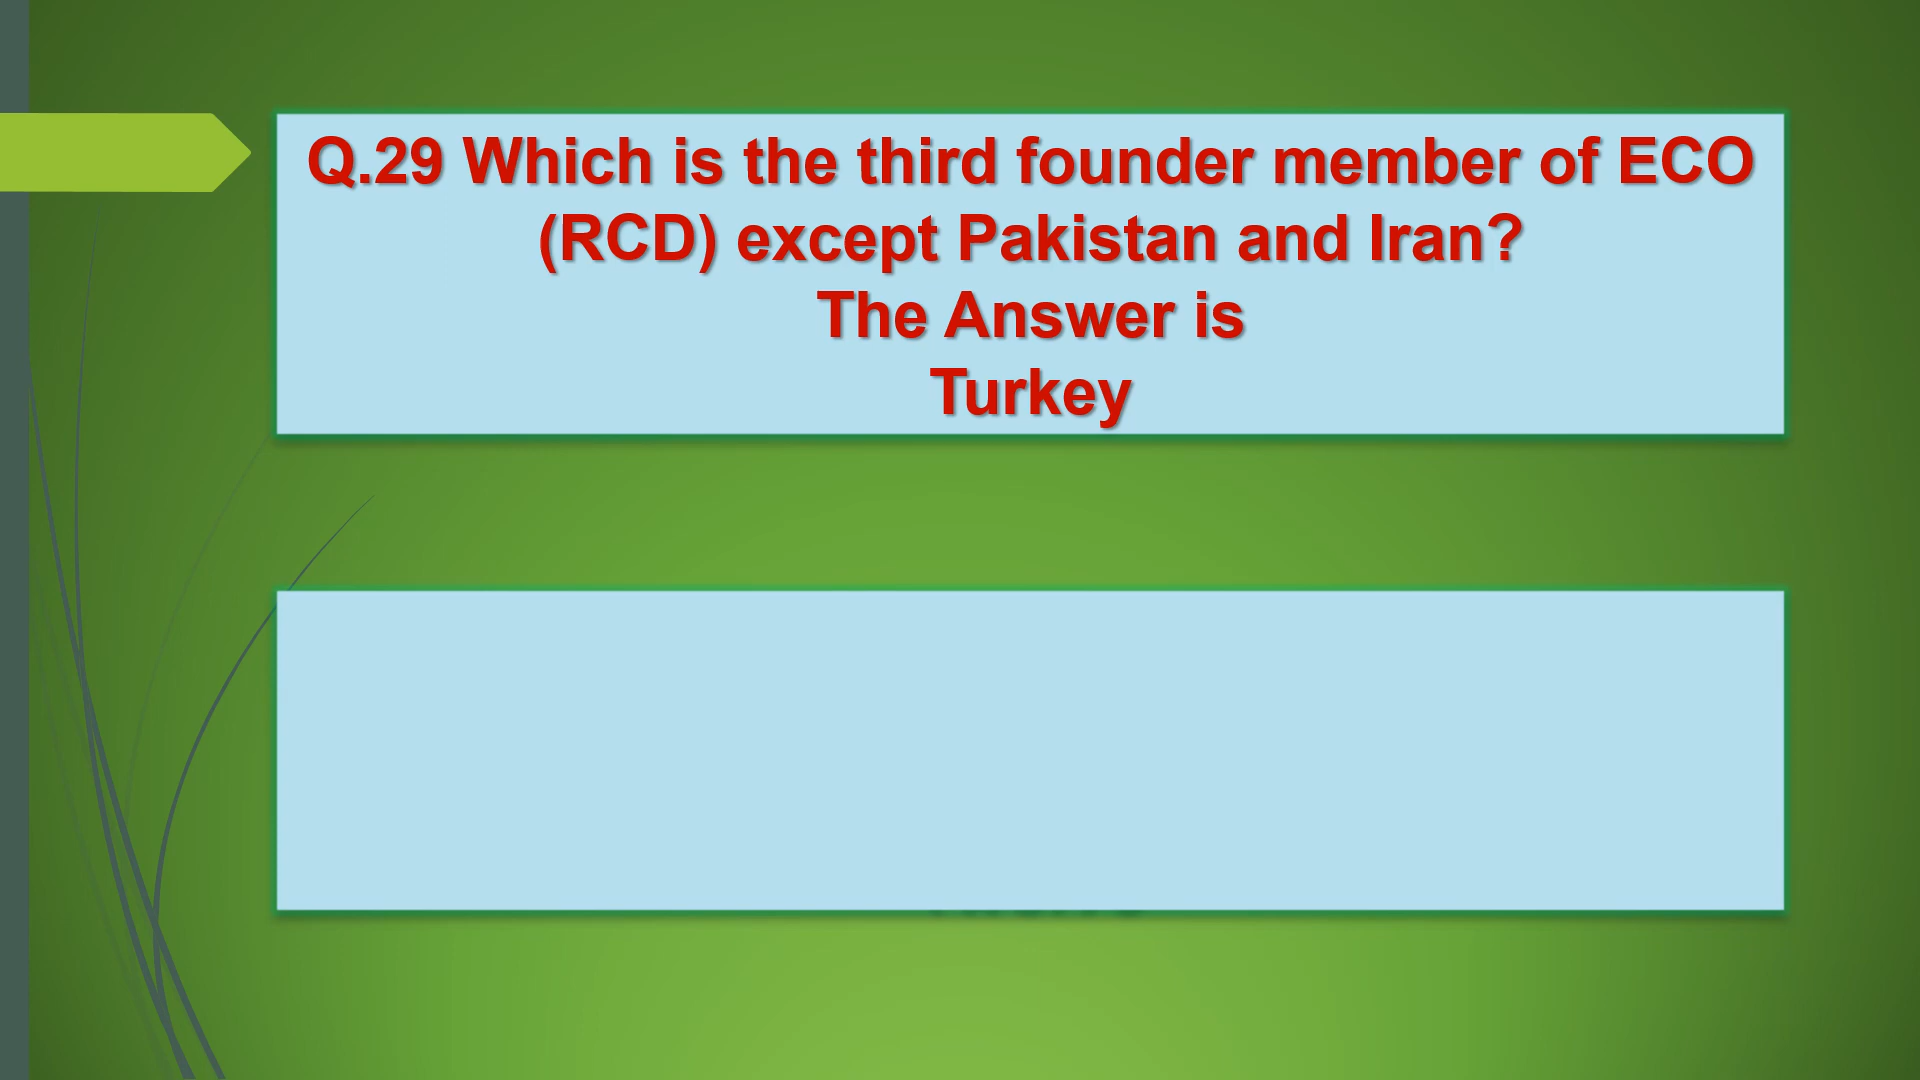 Q.29 Which is the third founder member of ECO
(RCD) except Pakistan and Iran?
The Answer is
Turkey